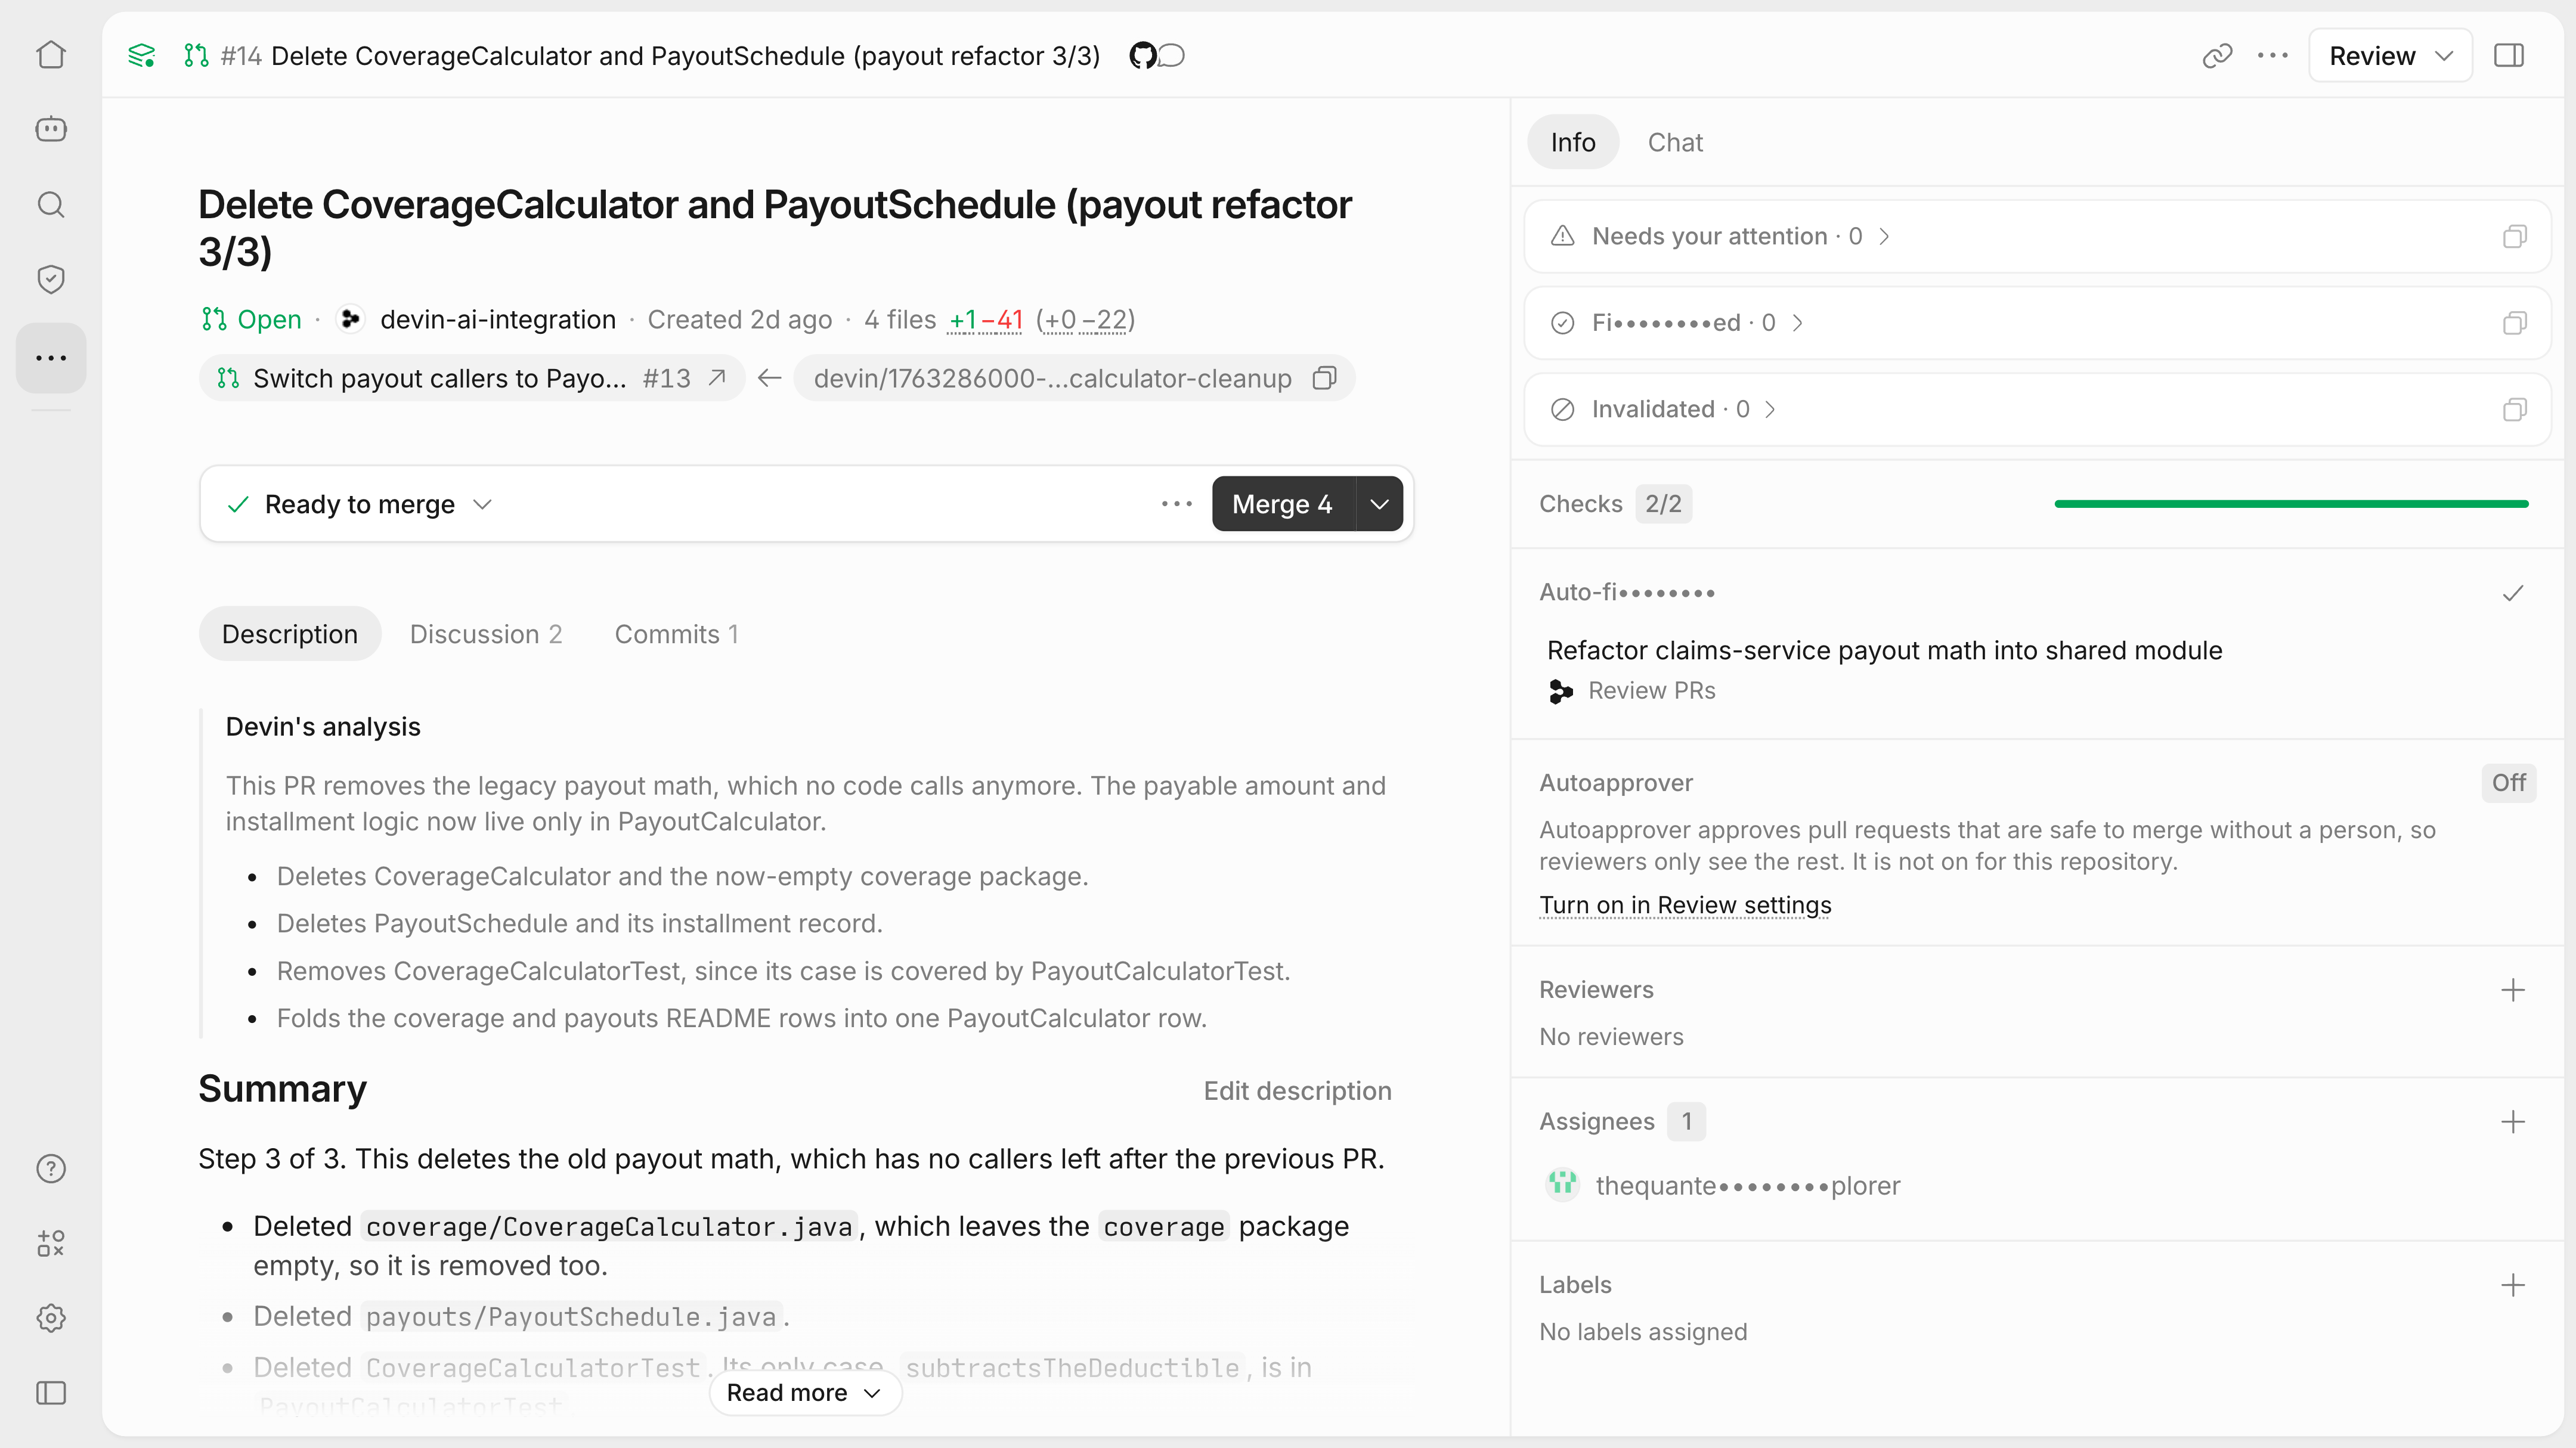 #14 Delete CoverageCalculator and PayoutSchedule (payout refactor 3/3)
Review
Delete CoverageCalculator and PayoutSchedule (payout refactor
3/3)
Open · devin-ai-integration · Created 2d ago · 4 files +1 −41 (+0 −22)
Switch payout callers to Payo... #13 ← devin/1763286000-...calculator-cleanup
Ready to merge
Merge 4
Description
Discussion 2
Commits 1
Devin's analysis
This PR removes the legacy payout math, which no code calls anymore. The payable amount and
installment logic now live only in PayoutCalculator.
• Deletes CoverageCalculator and the now-empty coverage package.
• Deletes PayoutSchedule and its installment record.
• Removes CoverageCalculatorTest, since its case is covered by PayoutCalculatorTest.
• Folds the coverage and payouts README rows into one PayoutCalculator row.
Summary
Edit description
Step 3 of 3. This deletes the old payout math, which has no callers left after the previous PR.
• Deleted coverage/CoverageCalculator.java, which leaves the coverage package
empty, so it is removed too.
• Deleted payouts/PayoutSchedule.java.
• Deleted CoverageCalculatorTest. Its only case, subtractsTheDeductible, is in
PayoutCalculatorTest
Read more
Info
Chat
Needs your attention · 0
Fi••••••••ed · 0
Invalidated · 0
Checks 2/2
Auto-fi••••••••
Refactor claims-service payout math into shared module
Review PRs
Autoapprover
Off
Autoapprover approves pull requests that are safe to merge without a person, so
reviewers only see the rest. It is not on for this repository.
Turn on in Review settings
Reviewers
No reviewers
Assignees 1
thequante••••••••plorer
Labels
No labels assigned